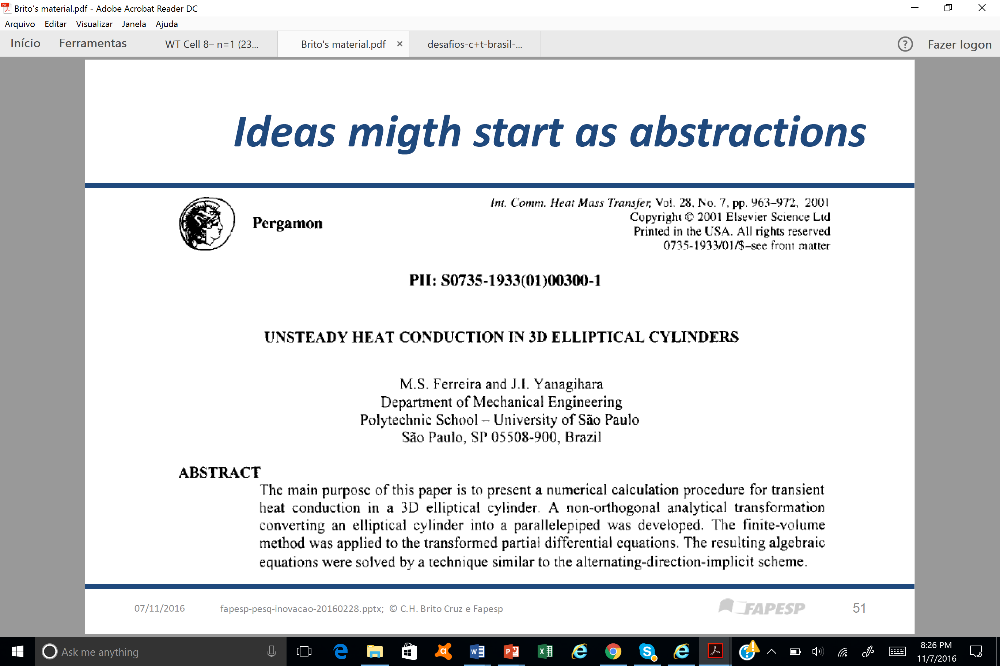 Brito's material.pdf - Adobe Acrobat Reader DC
Arquivo Editar Visualizar Janela Ajuda
Início Ferramentas WT Cell 8– n=1 (23... Brito's material.pdf × desafios-c+t-brasil-... ? Fazer logon
Ideas migth start as abstractions
Pergamon
Int. Comm. Heat Mass Transfer, Vol. 28, No. 7, pp. 963–972, 2001
Copyright © 2001 Elsevier Science Ltd
Printed in the USA. All rights reserved
0735-1933/01/$–see front matter
PII: S0735-1933(01)00300-1
UNSTEADY HEAT CONDUCTION IN 3D ELLIPTICAL CYLINDERS
M.S. Ferreira and J.I. Yanagihara
Department of Mechanical Engineering
Polytechnic School – University of São Paulo
São Paulo, SP 05508-900, Brazil
ABSTRACT
The main purpose of this paper is to present a numerical calculation procedure for transient
heat conduction in a 3D elliptical cylinder. A non-orthogonal analytical transformation
converting an elliptical cylinder into a parallelepiped was developed. The finite-volume
method was applied to the transformed partial differential equations. The resulting algebraic
equations were solved by a technique similar to the alternating-direction-implicit scheme.
07/11/2016 fapesp-pesq-inovacao-20160228.pptx; © C.H. Brito Cruz e Fapesp FAPESP 51
Ask me anything
8:26 PM
11/7/2016